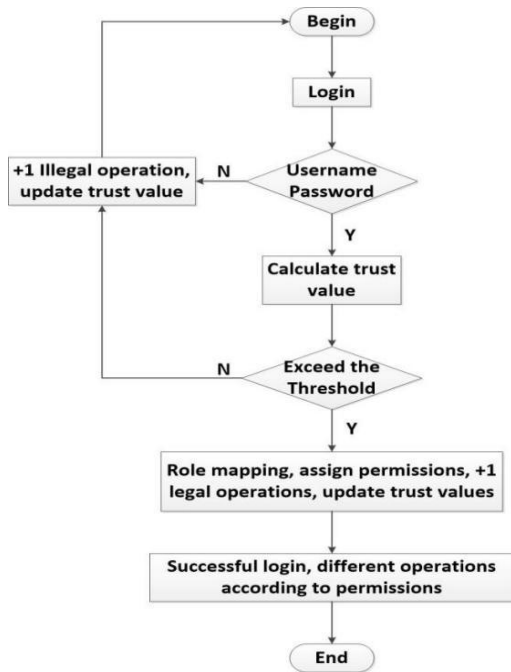 Begin
Login
+1 Illegal operation,
update trust value
N
Username
Password
Y
Calculate trust
value
N
Exceed the
Threshold
Y
Role mapping, assign permissions, +1
legal operations, update trust values
Successful login, different operations
according to permissions
End